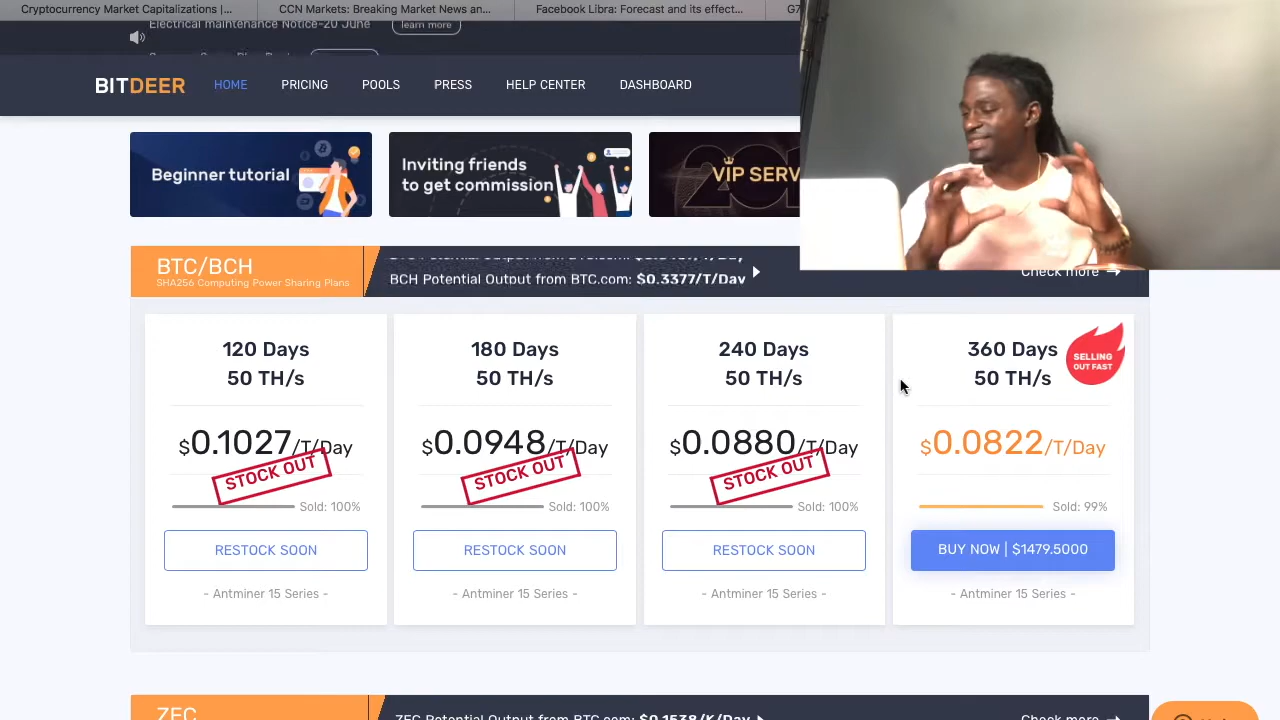 Cryptocurrency Market Capitalizations |...
CCN Markets: Breaking Market News an...
Facebook Libra: Forecast and its effect...
G7
Electrical maintenance Notice-20 June
learn more
BITDEER
HOME
PRICING
POOLS
PRESS
HELP CENTER
DASHBOARD
Beginner tutorial
Inviting friends
to get commission
VIP SERV
BTC/BCH
SHA256 Computing Power Sharing Plans
BCH Potential Output from BTC.com: $0.3377/T/Day
Check more
120 Days
50 TH/s
$0.1027/T/Day
STOCK OUT
Sold: 100%
RESTOCK SOON
- Antminer 15 Series -
180 Days
50 TH/s
$0.0948/T/Day
STOCK OUT
Sold: 100%
RESTOCK SOON
- Antminer 15 Series -
240 Days
50 TH/s
$0.0880/T/Day
STOCK OUT
Sold: 100%
RESTOCK SOON
- Antminer 15 Series -
360 Days
50 TH/s
SELLING
OUT FAST
$0.0822/T/Day
Sold: 99%
BUY NOW | $1479.5000
- Antminer 15 Series -
ZEC
ZEC Potential Output from BTC.com: $0.1538/K/Day
Check more